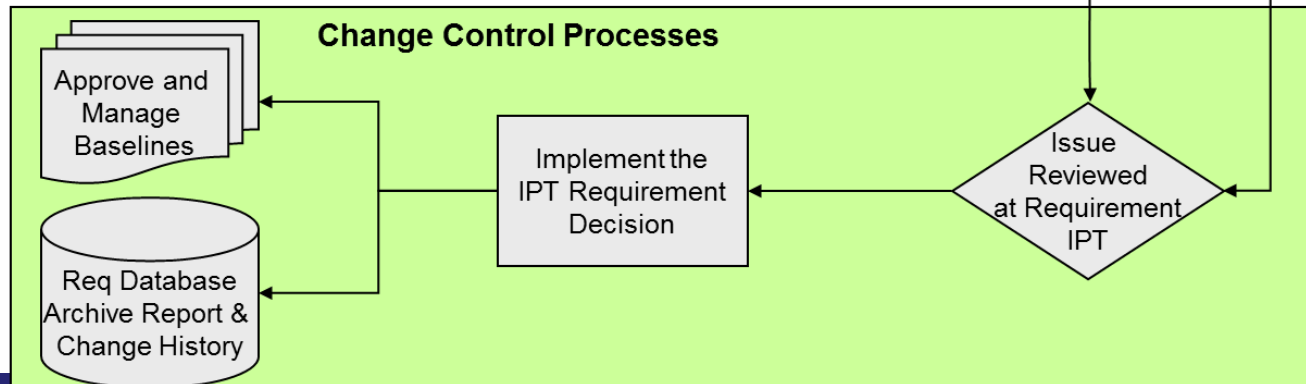 Change Control Processes
Approve and
Manage
Baselines
Implement the
IPT Requirement
Decision
Issue
Reviewed
at Requirement
IPT
Req Database
Archive Report &
Change History